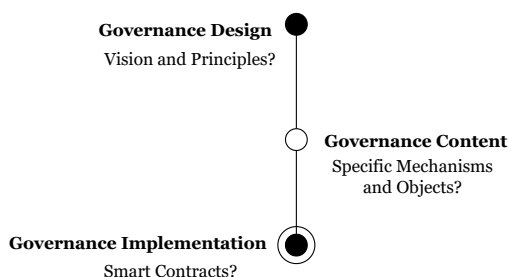 Governance Design
Vision and Principles?
Governance Content
Specific Mechanisms
and Objects?
Governance Implementation
Smart Contracts?